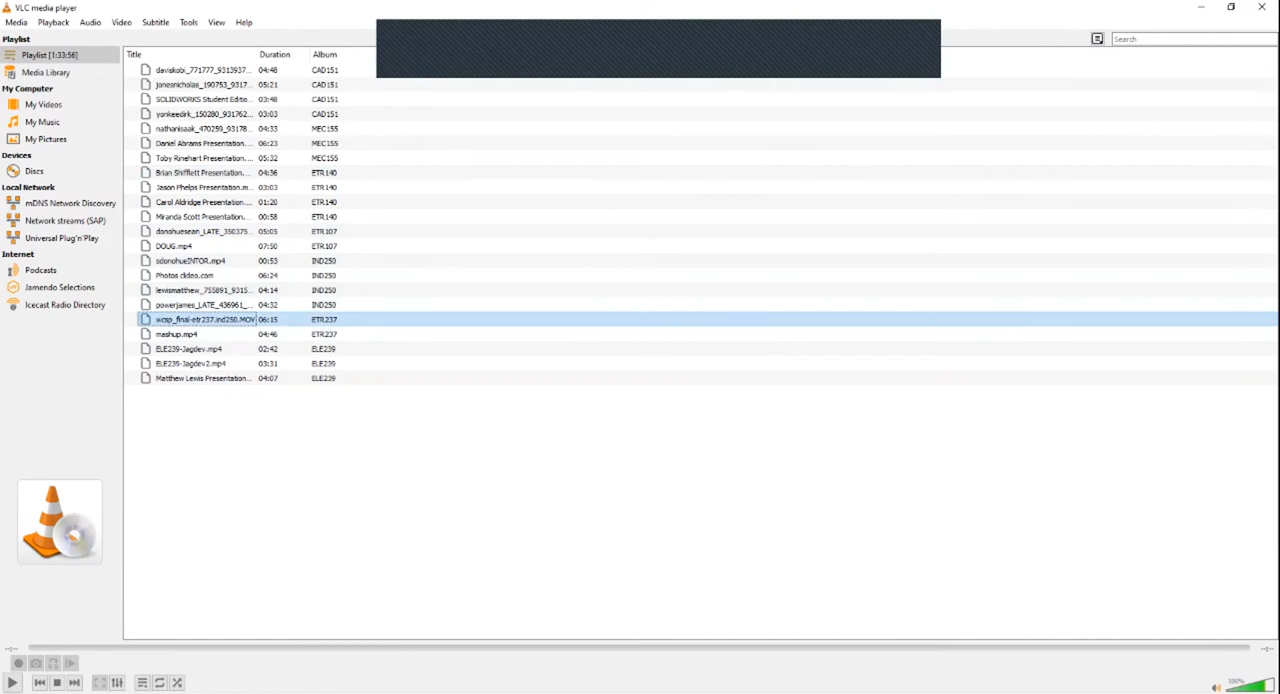 VLC media player
Media Playback Audio Video Subtitle Tools View Help
Playlist
Playlist [1:33:56]
Media Library
My Computer
My Videos
My Music
My Pictures
Devices
Discs
Local Network
mDNS Network Discovery
Network streams (SAP)
Universal Plug'n'Play
Internet
Podcasts
Jamendo Selections
Icecast Radio Directory
Search
Title Duration Album
daviskobi_771777_9313937... 04:48 CAD151
jonesnicholas_190753_9317... 05:21 CAD151
SOLIDWORKS Student Editio... 03:48 CAD151
yonkeedirk_150280_931762... 03:03 CAD151
nathanisaak_470259_93178... 04:33 MEC155
Daniel Abrams Presentation.... 06:23 MEC155
Toby Rinehart Presentation.... 05:32 MEC155
Brian Shifflett Presentation.... 04:36 ETR140
Jason Phelps Presentation.m... 03:03 ETR140
Carol Aldridge Presentation.... 01:20 ETR140
Miranda Scott Presentation.... 00:58 ETR140
donohuesean_LATE_350375... 05:05 ETR107
DOUG.mp4 07:50 ETR107
sdonohueINTOR.mp4 00:53 IND250
Photos clideo.com 06:24 IND250
lewismatthew_755891_9315... 04:14 IND250
powerjames_LATE_436961_... 04:32 IND250
wcsp_final-etr237.ind250.MOV 06:15 ETR237
mashup.mp4 04:46 ETR237
ELE239-Jagdev.mp4 02:42 ELE239
ELE239-Jagdev2.mp4 03:31 ELE239
Matthew Lewis Presentation... 04:07 ELE239
--:-- --:--
100%